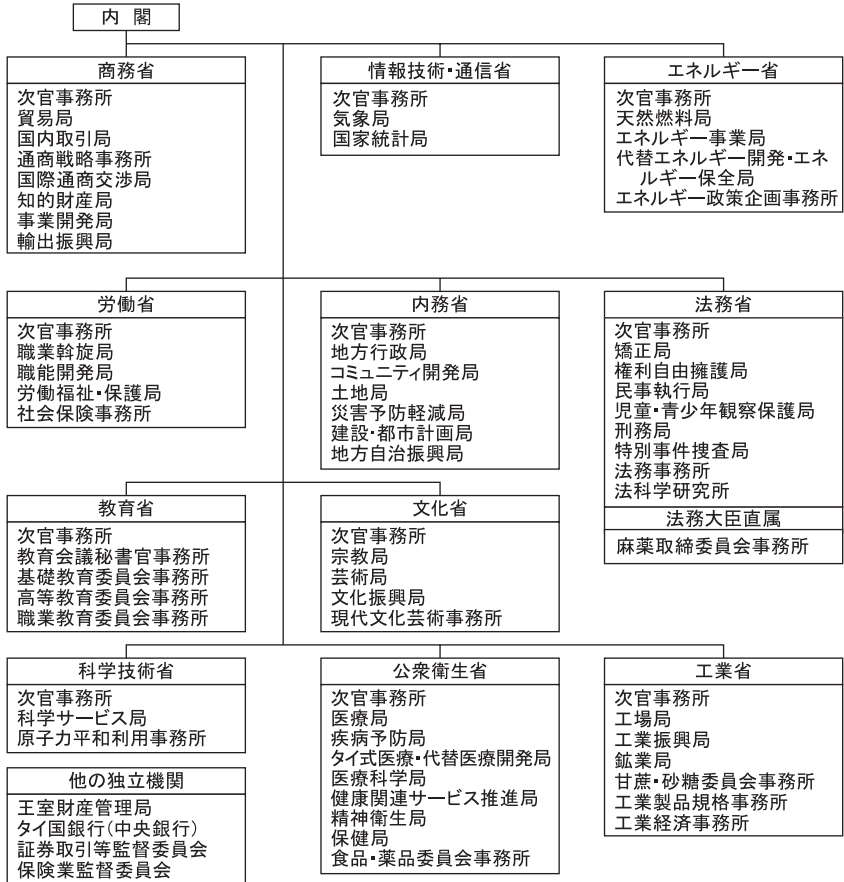 内 閣
商務省
次官事務所
貿易局
国内取引局
通商戦略事務所
国際通商交渉局
知的財産局
事業開発局
輸出振興局
情報技術・通信省
次官事務所
気象局
国家統計局
エネルギー省
次官事務所
天然燃料局
エネルギー事業局
代替エネルギー開発・エネ
ルギー保全局
エネルギー政策企画事務所
労働省
次官事務所
職業斡旋局
職能開発局
労働福祉・保護局
社会保険事務所
内務省
次官事務所
地方行政局
コミュニティ開発局
土地局
災害予防軽減局
建設・都市計画局
地方自治振興局
法務省
次官事務所
矯正局
権利自由擁護局
民事執行局
児童・青少年観察保護局
刑務局
特別事件捜査局
法務事務所
法科学研究所
法務大臣直属
麻薬取締委員会事務所
教育省
次官事務所
教育会議秘書官事務所
基礎教育委員会事務所
高等教育委員会事務所
職業教育委員会事務所
文化省
次官事務所
宗教局
芸術局
文化振興局
現代文化芸術事務所
科学技術省
次官事務所
科学サービス局
原子力平和利用事務所
公衆衛生省
次官事務所
医療局
疾病予防局
タイ式医療・代替医療開発局
医療科学局
健康関連サービス推進局
精神衛生局
保健局
食品・薬品委員会事務所
工業省
次官事務所
工場局
工業振興局
鉱業局
甘蔗・砂糖委員会事務所
工業製品規格事務所
工業経済事務所
他の独立機関
王室財産管理局
タイ国銀行(中央銀行)
証券取引等監督委員会
保険業監督委員会